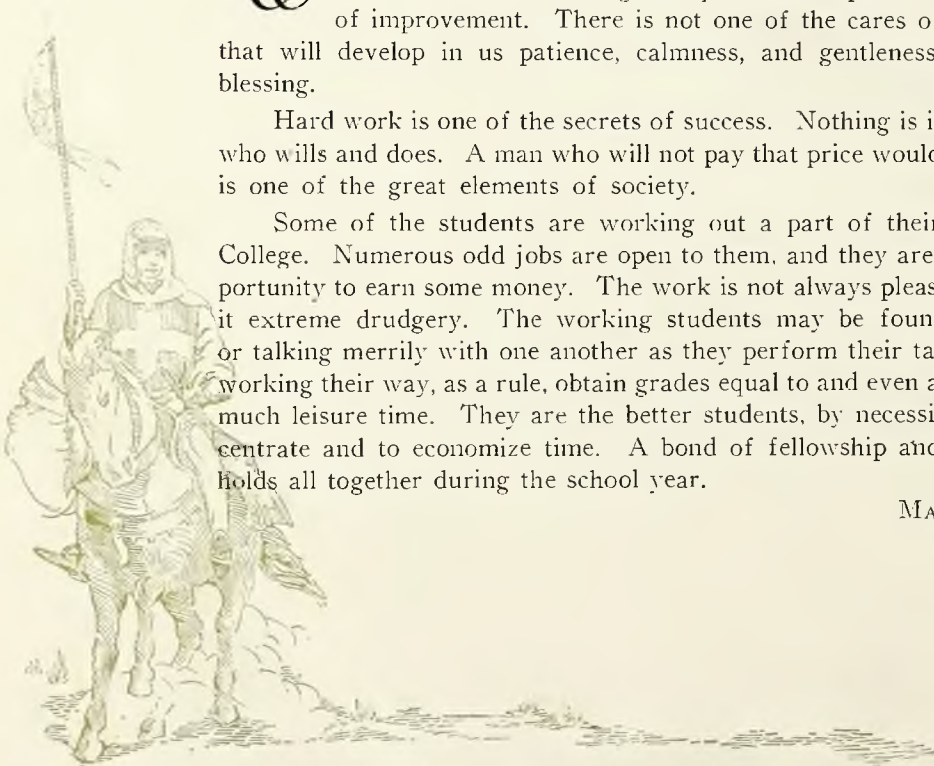 of improvement. There is not one of the cares o
that will develop in us patience, calmness, and gentleness
blessing.
Hard work is one of the secrets of success. Nothing is i
who wills and does. A man who will not pay that price would
is one of the great elements of society.
Some of the students are working out a part of their
College. Numerous odd jobs are open to them, and they are
portunity to earn some money. The work is not always pleas
it extreme drudgery. The working students may be foun
or talking merrily with one another as they perform their ta
working their way, as a rule, obtain grades equal to and even a
much leisure time. They are the better students, by necessi
centrate and to economize time. A bond of fellowship and
holds all together during the school year.
MA